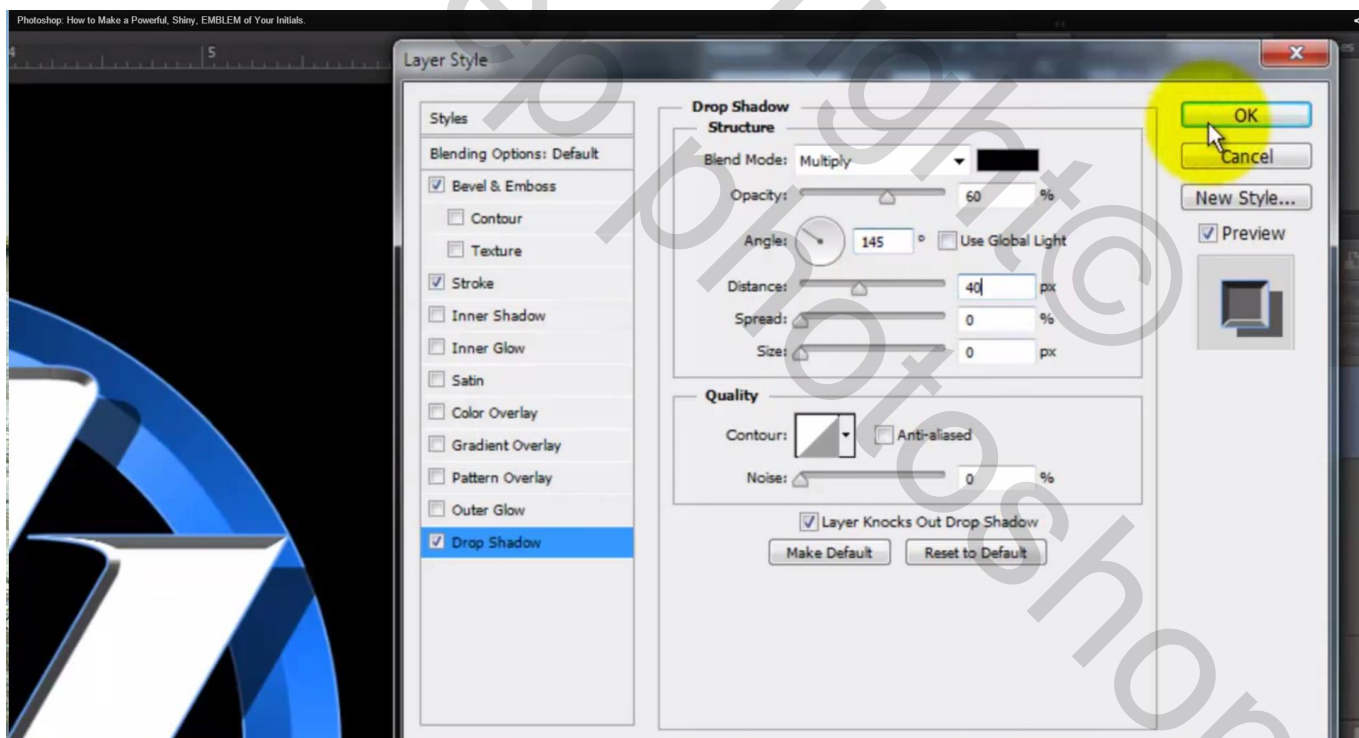 Photoshop: How to Make a Powerful, Shiny, EMBLEM of Your Initials.
4 5
Layer Style
Styles
Blending Options: Default
Bevel & Emboss
Contour
Texture
Stroke
Inner Shadow
Inner Glow
Satin
Color Overlay
Gradient Overlay
Pattern Overlay
Outer Glow
Drop Shadow
Drop Shadow
Structure
Blend Mode: Multiply
Opacity: 60 %
Angle: 145 ° Use Global Light
Distance: 40 px
Spread: 0 %
Size: 0 px
Quality
Contour: Anti-aliased
Noise: 0 %
Layer Knocks Out Drop Shadow
Make Default Reset to Default
OK
Cancel
New Style...
Preview